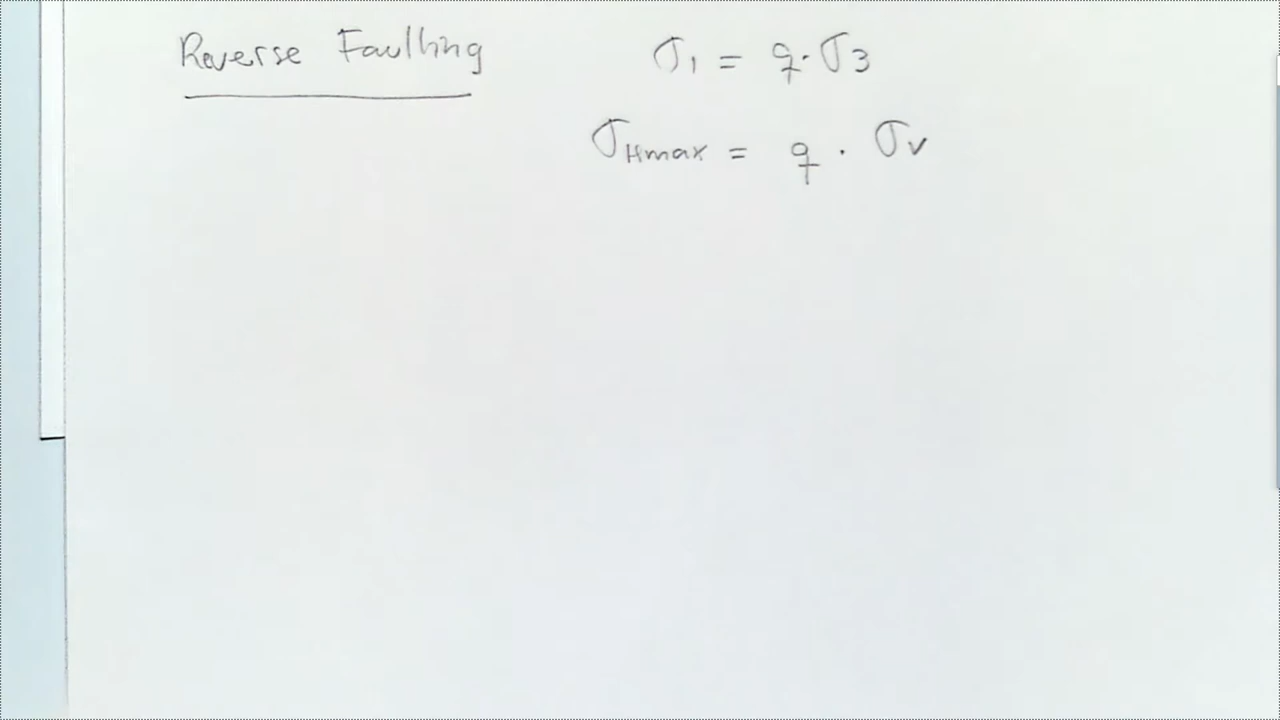 Reverse Faulting
σ1 = q · σ3
σHmax = q · σv